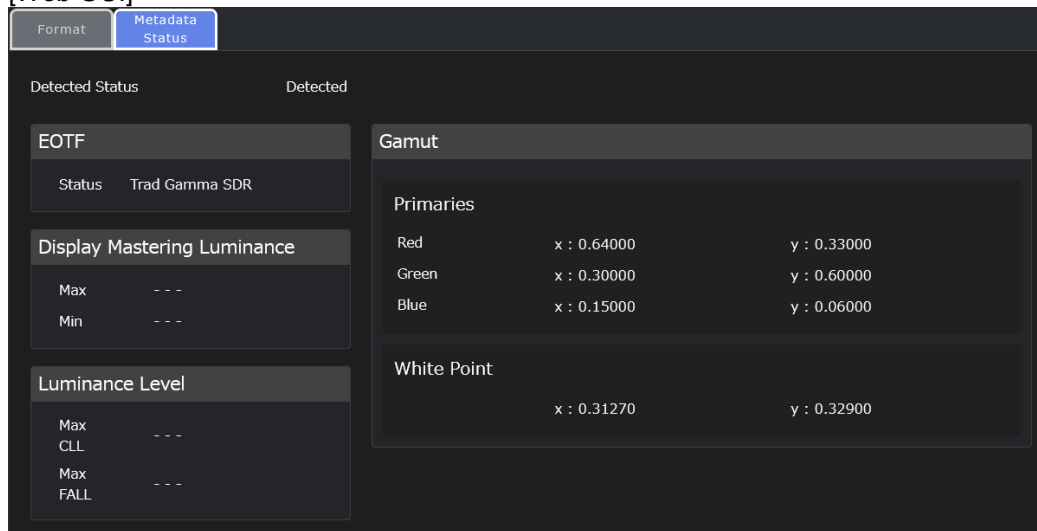 [Web GUI]
Format
Metadata
Status
Detected Status Detected
EOTF
Status Trad Gamma SDR
Display Mastering Luminance
Max - - -
Min - - -
Luminance Level
Max
CLL - - -
Max
FALL - - -
Gamut
Primaries
Red x : 0.64000 y : 0.33000
Green x : 0.30000 y : 0.60000
Blue x : 0.15000 y : 0.06000
White Point
x : 0.31270 y : 0.32900